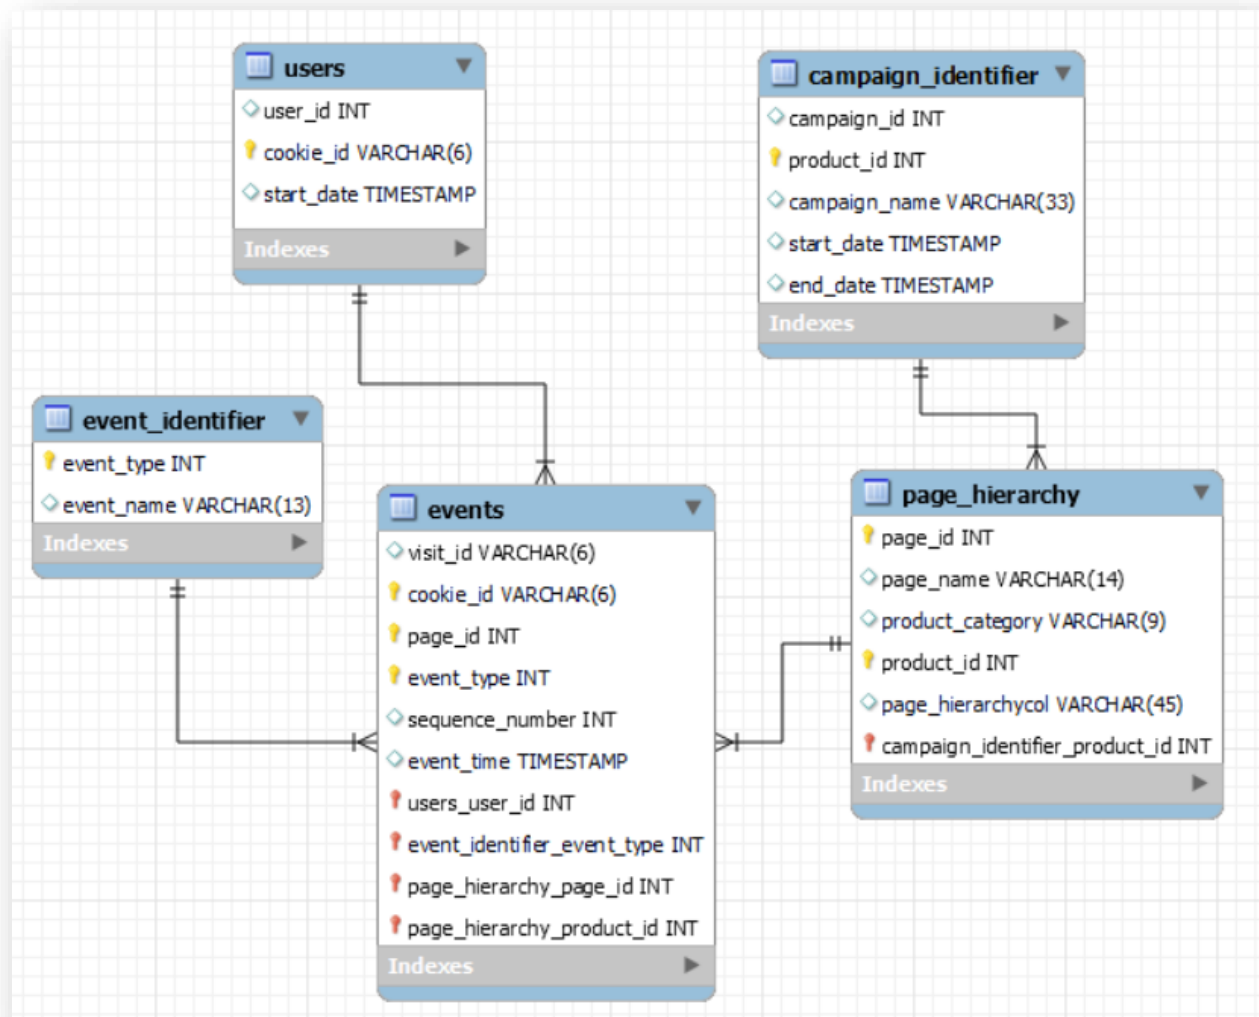 users
user_id INT
cookie_id VARCHAR(6)
start_date TIMESTAMP
Indexes
campaign_identifier
campaign_id INT
product_id INT
campaign_name VARCHAR(33)
start_date TIMESTAMP
end_date TIMESTAMP
Indexes
event_identifier
event_type INT
event_name VARCHAR(13)
Indexes
events
visit_id VARCHAR(6)
cookie_id VARCHAR(6)
page_id INT
event_type INT
sequence_number INT
event_time TIMESTAMP
users_user_id INT
event_identifier_event_type INT
page_hierarchy_page_id INT
page_hierarchy_product_id INT
Indexes
page_hierarchy
page_id INT
page_name VARCHAR(14)
product_category VARCHAR(9)
product_id INT
page_hierarchycol VARCHAR(45)
campaign_identifier_product_id INT
Indexes